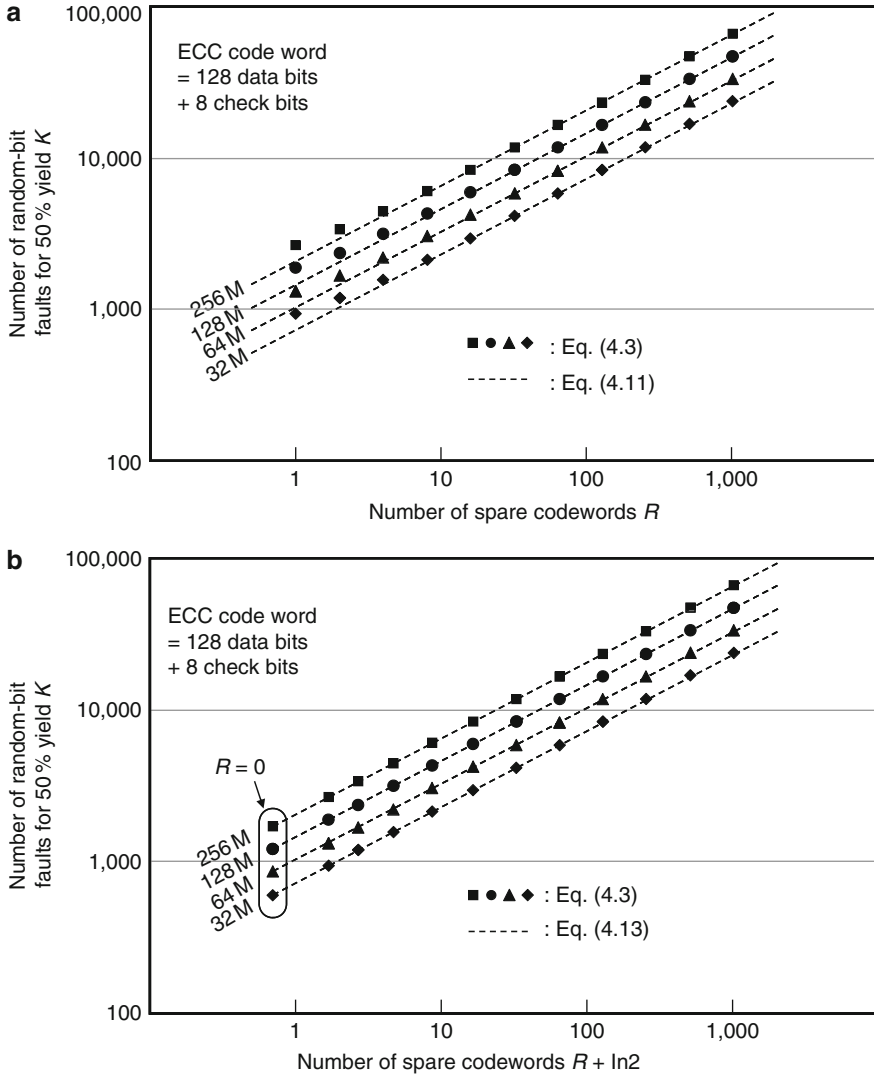 a
100,000
10,000
1,000
100
Number of random-bit
faults for 50 % yield K
ECC code word
= 128 data bits
+ 8 check bits
256 M
128 M
64 M
32 M
: Eq. (4.3)
: Eq. (4.11)
1
10
100
1,000
Number of spare codewords R
b
100,000
10,000
1,000
100
Number of random-bit
faults for 50 % yield K
ECC code word
= 128 data bits
+ 8 check bits
R = 0
256 M
128 M
64 M
32 M
: Eq. (4.3)
: Eq. (4.13)
1
10
100
1,000
Number of spare codewords R + ln2